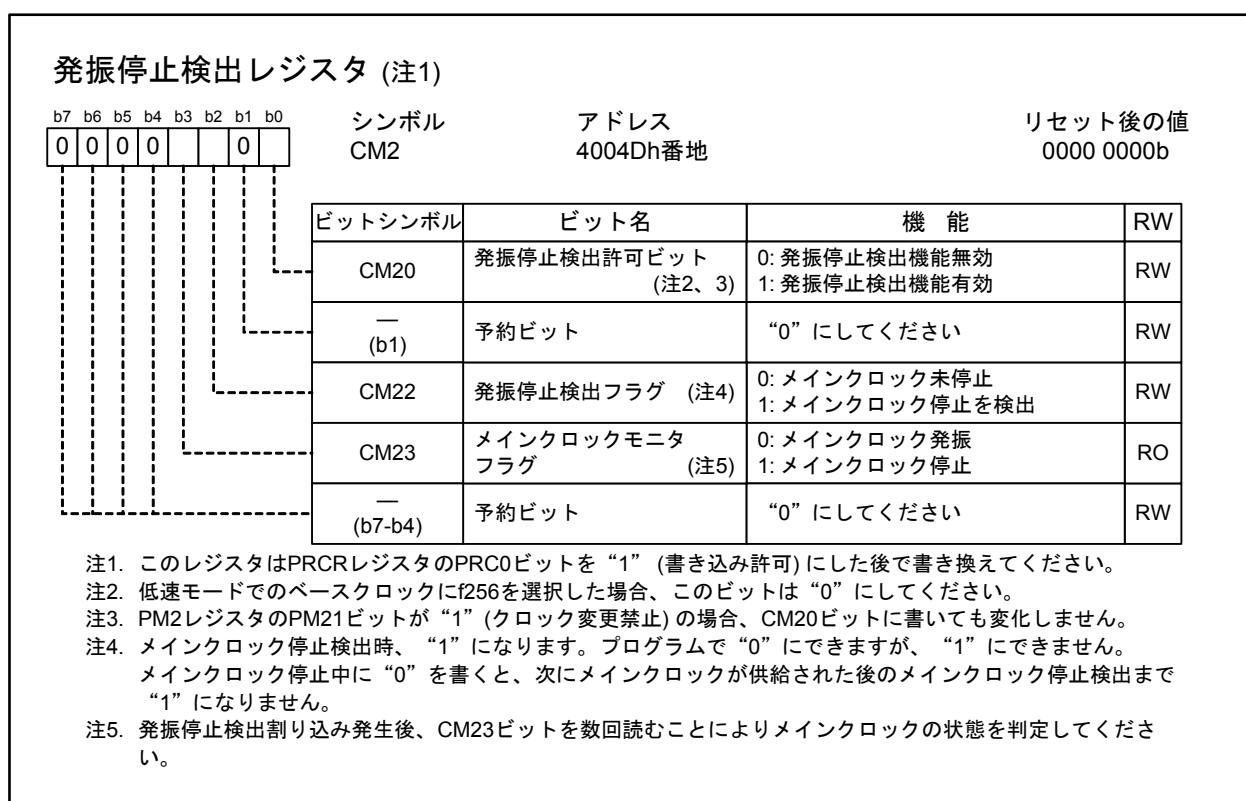 発振停止検出レジスタ (注1)
b7 b6 b5 b4 b3 b2 b1 b0
0 0 0 0 0
シンボル アドレス リセット後の値
CM2 4004Dh番地 0000 0000b
ビットシンボル ビット名 機 能 RW
CM20 発振停止検出許可ビット (注2、3) 0: 発振停止検出機能無効 RW
1: 発振停止検出機能有効
— (b1) 予約ビット “0” にしてください RW
CM22 発振停止検出フラグ (注4) 0: メインクロック未停止 RW
1: メインクロック停止を検出
CM23 メインクロックモニタ 0: メインクロック発振 RO
フラグ (注5) 1: メインクロック停止
— (b7-b4) 予約ビット “0” にしてください RW
注1. このレジスタはPRCRレジスタのPRC0ビットを“1” (書き込み許可) にした後で書き換えてください。
注2. 低速モードでのベースクロックにf256を選択した場合、このビットは“0”にしてください。
注3. PM2レジスタのPM21ビットが“1” (クロック変更禁止) の場合、CM20ビットに書いても変化しません。
注4. メインクロック停止検出時、“1”になります。プログラムで“0”にできますが、“1”にできません。
メインクロック停止中に“0”を書くと、次にメインクロックが供給された後のメインクロック停止検出まで
“1”になりません。
注5. 発振停止検出割り込み発生後、CM23ビットを数回読むことによりメインクロックの状態を判定してくださ
い。